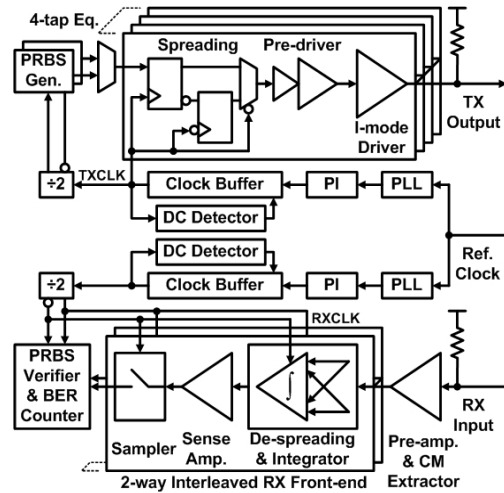 4-tap Eq.
Spreading
Pre-driver
PRBS
Gen.
I-mode
Driver
TX
Output
TXCLK
÷2
Clock Buffer
PI
PLL
DC Detector
Ref.
Clock
DC Detector
÷2
Clock Buffer
PI
PLL
RXCLK
PRBS
Verifier
& BER
Counter
∫
Sampler
Sense
Amp.
De-spreading
& Integrator
Pre-amp.
& CM
Extractor
RX
Input
2-way Interleaved RX Front-end